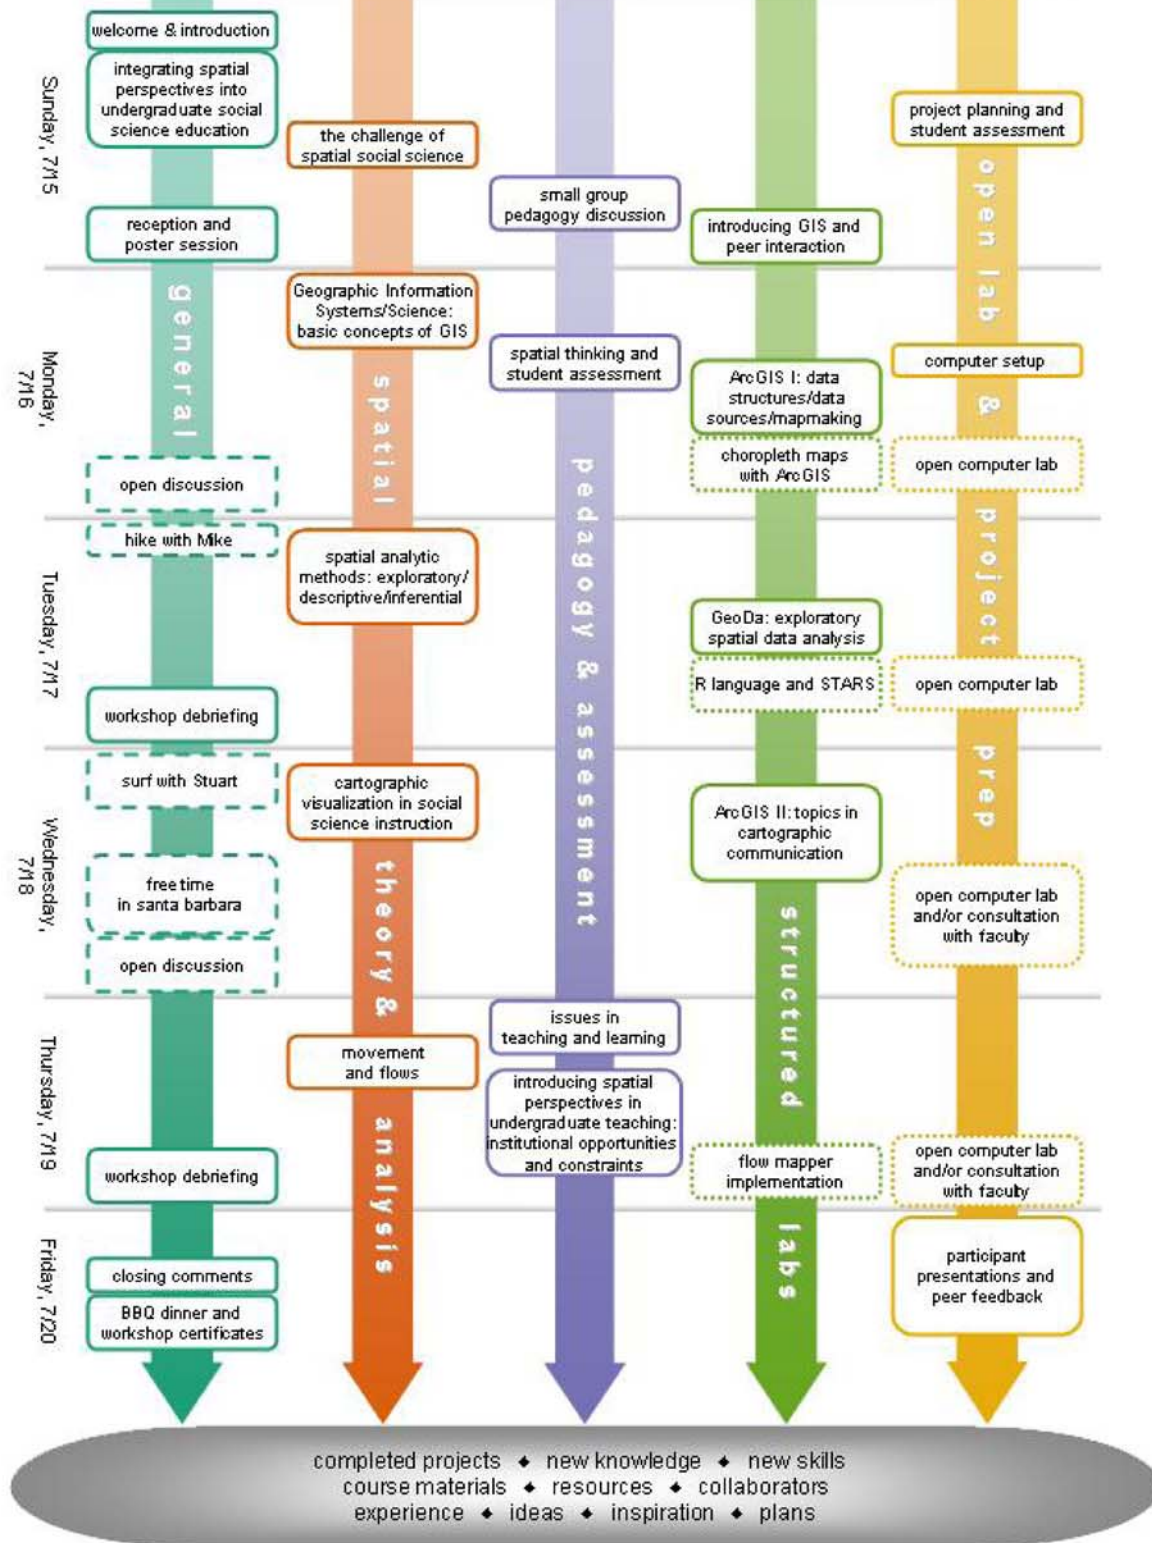 welcome & introduction
integrating spatial
perspectives into
undergraduate social
science education
Sunday, 7/15
the challenge of
spatial social science
project planning and
student assessment
small group
pedagogy discussion
reception and
poster session
introducing GIS and
peer interaction
general
spatial theory & analysis
pedagogy & assessment
structured labs
open lab & project prep
Monday,
7/16
Geographic Information
Systems/Science:
basic concepts of GIS
spatial thinking and
student assessment
computer setup
ArcGIS I: data
structures/data
sources/mapmaking
choropleth maps
with ArcGIS
open computer lab
open discussion
Tuesday, 7/17
hike with Mike
spatial analytic
methods: exploratory/
descriptive/inferential
GeoDa: exploratory
spatial data analysis
R language and STARS
open computer lab
workshop debriefing
Wednesday,
7/18
surf with Stuart
cartographic
visualization in social
science instruction
ArcGIS II: topics in
cartographic
communication
free time
in santa barbara
open computer lab
and/or consultation
with faculty
open discussion
Thursday, 7/19
issues in
teaching and learning
movement
and flows
introducing spatial
perspectives in
undergraduate teaching:
institutional opportunities
and constraints
workshop debriefing
flow mapper
implementation
open computer lab
and/or consultation
with faculty
Friday, 7/20
participant
presentations and
peer feedback
closing comments
BBQ dinner and
workshop certificates
completed projects ◆ new knowledge ◆ new skills
course materials ◆ resources ◆ collaborators
experience ◆ ideas ◆ inspiration ◆ plans